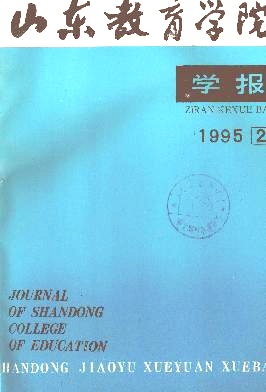 山东教育学院
学报
ZIRAN KEXUE BA
1995 2
JOURNAL
OF SHANDONG
COLLEGE
OF EDUCATION
HANDONG JIAOYU XUEYUAN XUEBA